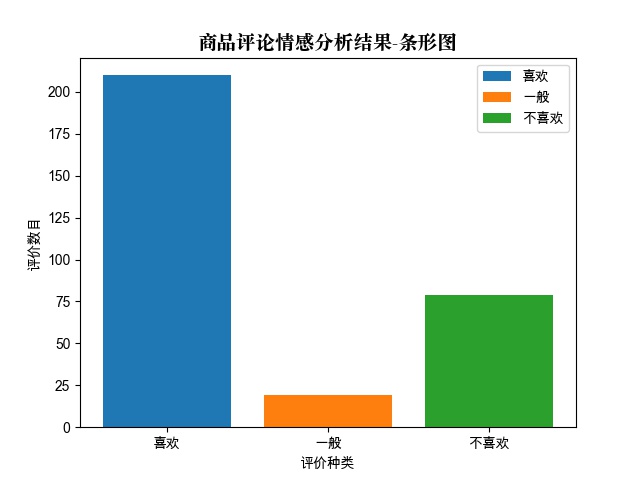 商品评论情感分析结果-条形图
喜欢
一般
不喜欢
200
175
150
125
100
75
50
25
0
评价数目
喜欢 一般 不喜欢
评价种类